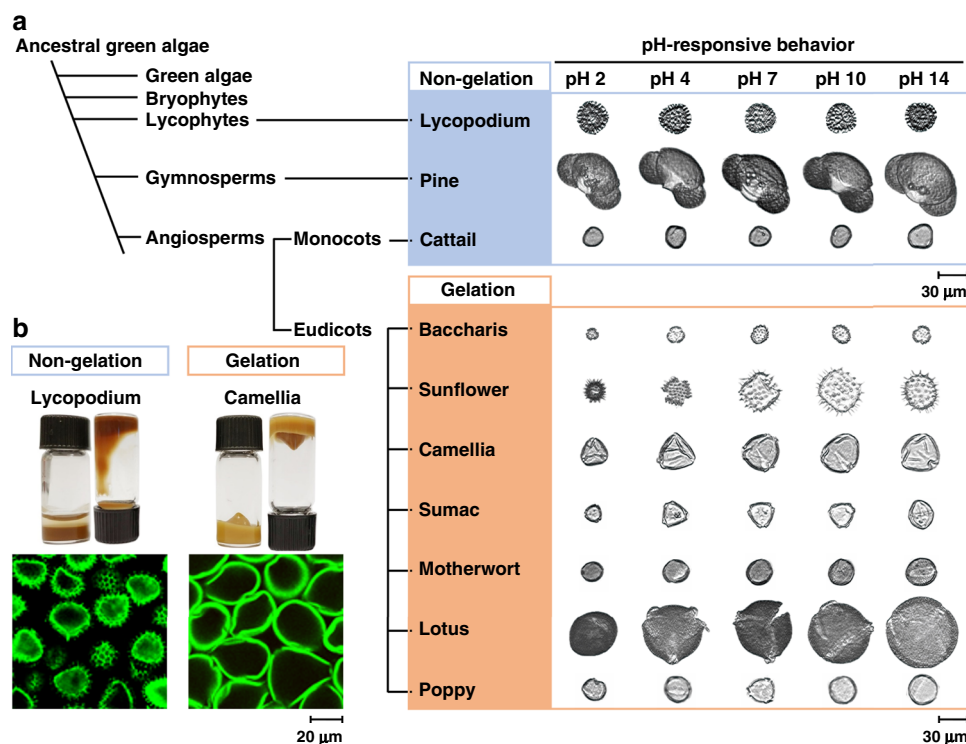 a
Ancestral green algae
Green algae
Bryophytes
Lycophytes
Gymnosperms
Angiosperms
Monocots
Eudicots
pH-responsive behavior
Non-gelation pH 2 pH 4 pH 7 pH 10 pH 14
Lycopodium
Pine
Cattail
30 μm
Gelation
Baccharis
Sunflower
Camellia
Sumac
Motherwort
Lotus
Poppy
30 μm
b
Non-gelation Gelation
Lycopodium Camellia
20 μm